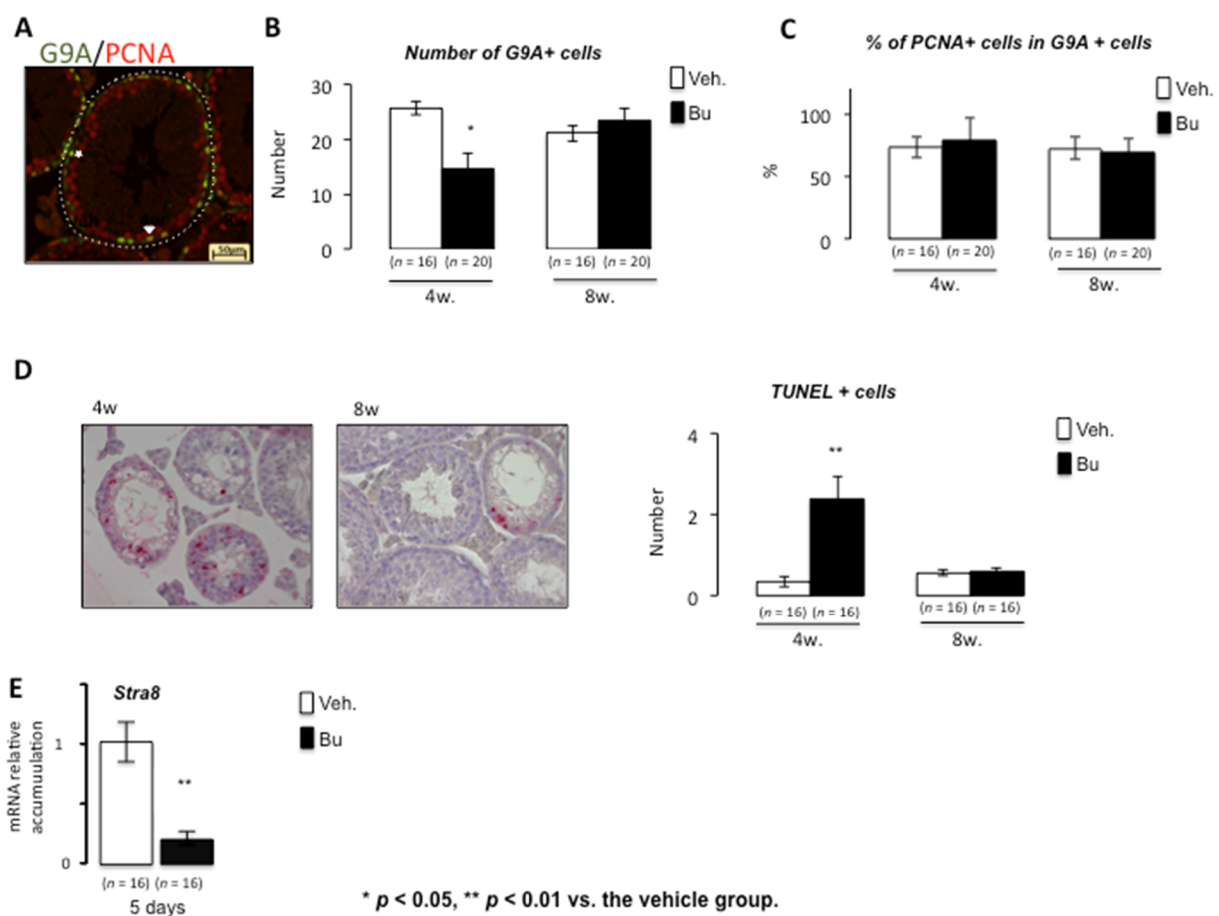 A
G9A/PCNA
50µm
B
Number of G9A+ cells
Veh.
Bu
Number
30
20
10
0
*
(n = 16) (n = 20)
(n = 16) (n = 20)
4w.
8w.
C
% of PCNA+ cells in G9A + cells
Veh.
Bu
%
100
50
0
(n = 16) (n = 20)
(n = 16) (n = 20)
4w.
8w.
D
4w
8w
TUNEL + cells
Veh.
Bu
Number
4
2
0
**
(n = 16) (n = 16)
(n = 16) (n = 16)
4w.
8w.
E
Stra8
Veh.
Bu
mRNA relative
accumulation
1
0
**
(n = 16) (n = 16)
5 days
* p < 0.05, ** p < 0.01 vs. the vehicle group.